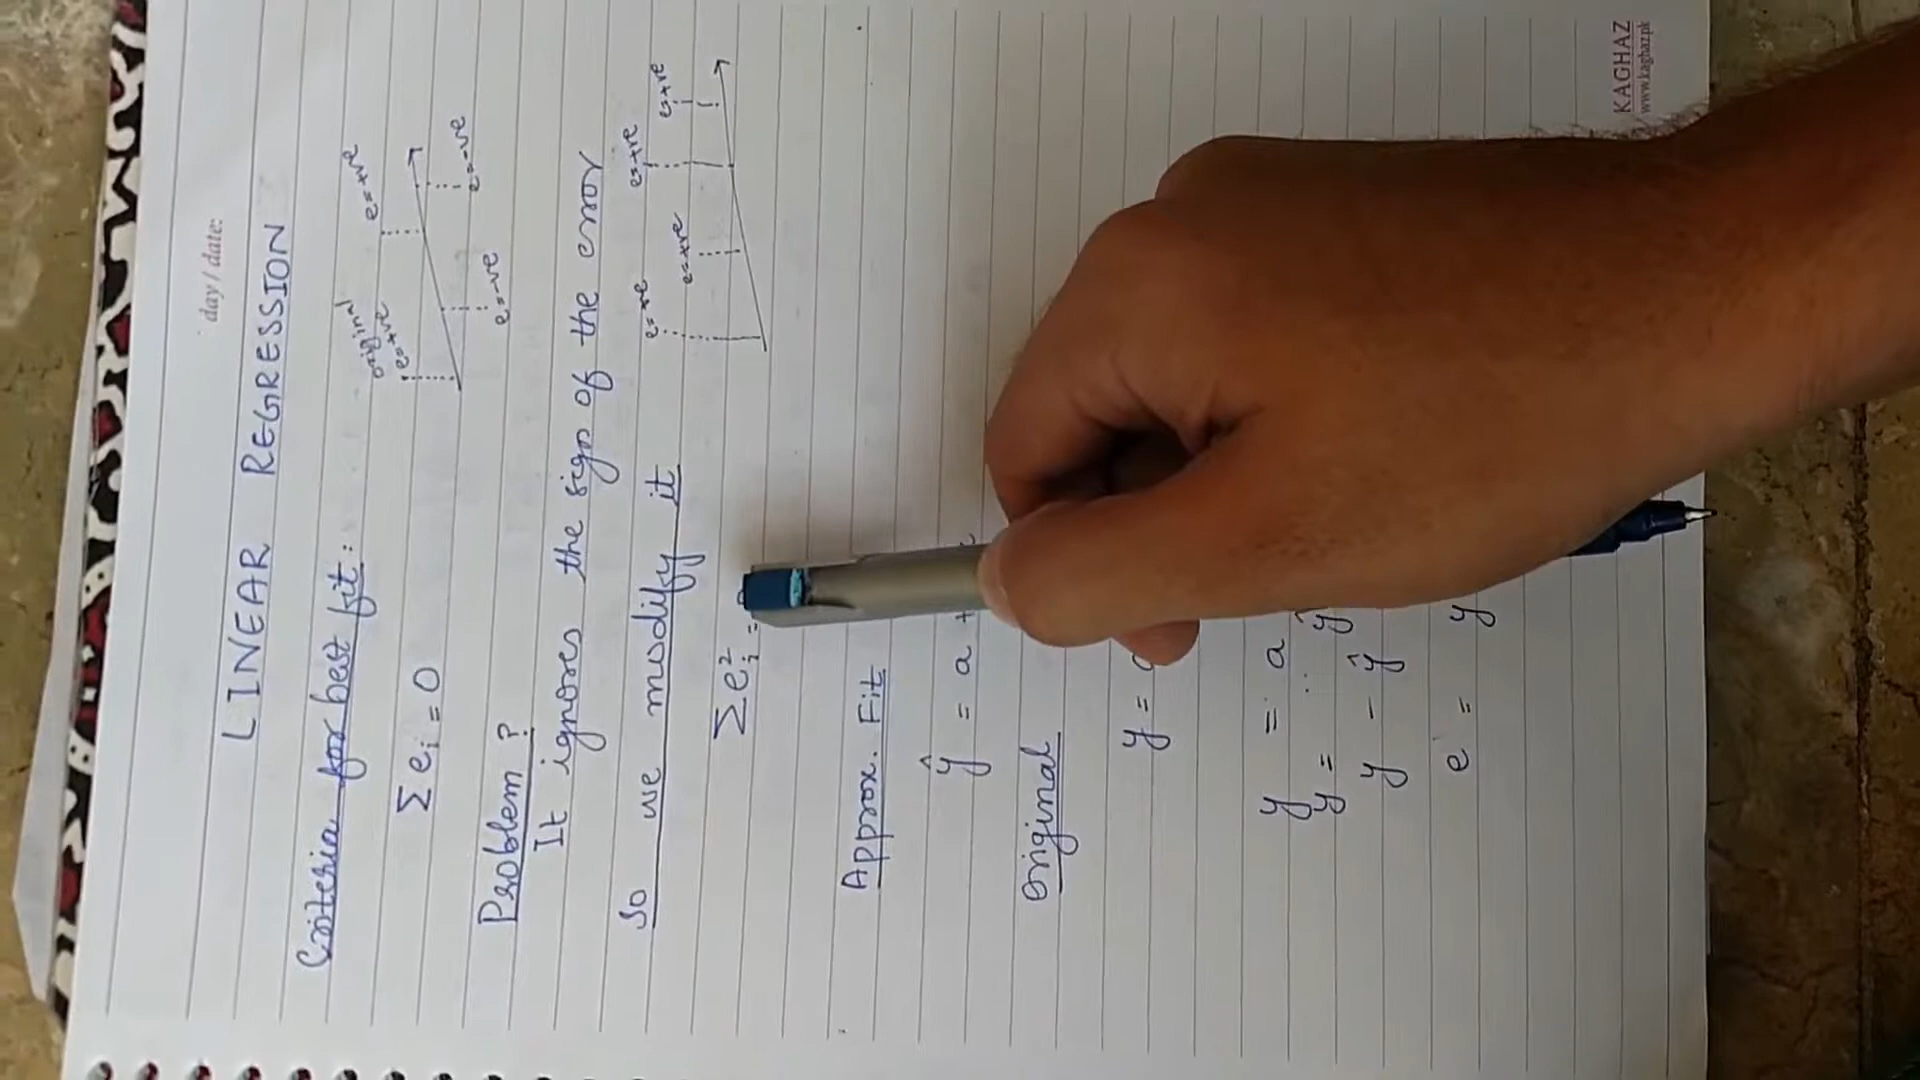 day / date:
LINEAR REGRESSION
Criteria for best fit:
Σ ei = 0
original
e=+ve
e=-ve
e=+ve
e=-ve
Problem ?
It ignores the sign of the error
So we modify it
e=+ve
e=+ve
e=+ve
e=+ve
Σ ei² =
Approx. Fit
ŷ = a +
Original
y =
y = a
y = ŷ
y - ŷ
e = y
KAGHAZ
www.kaghaz.pk